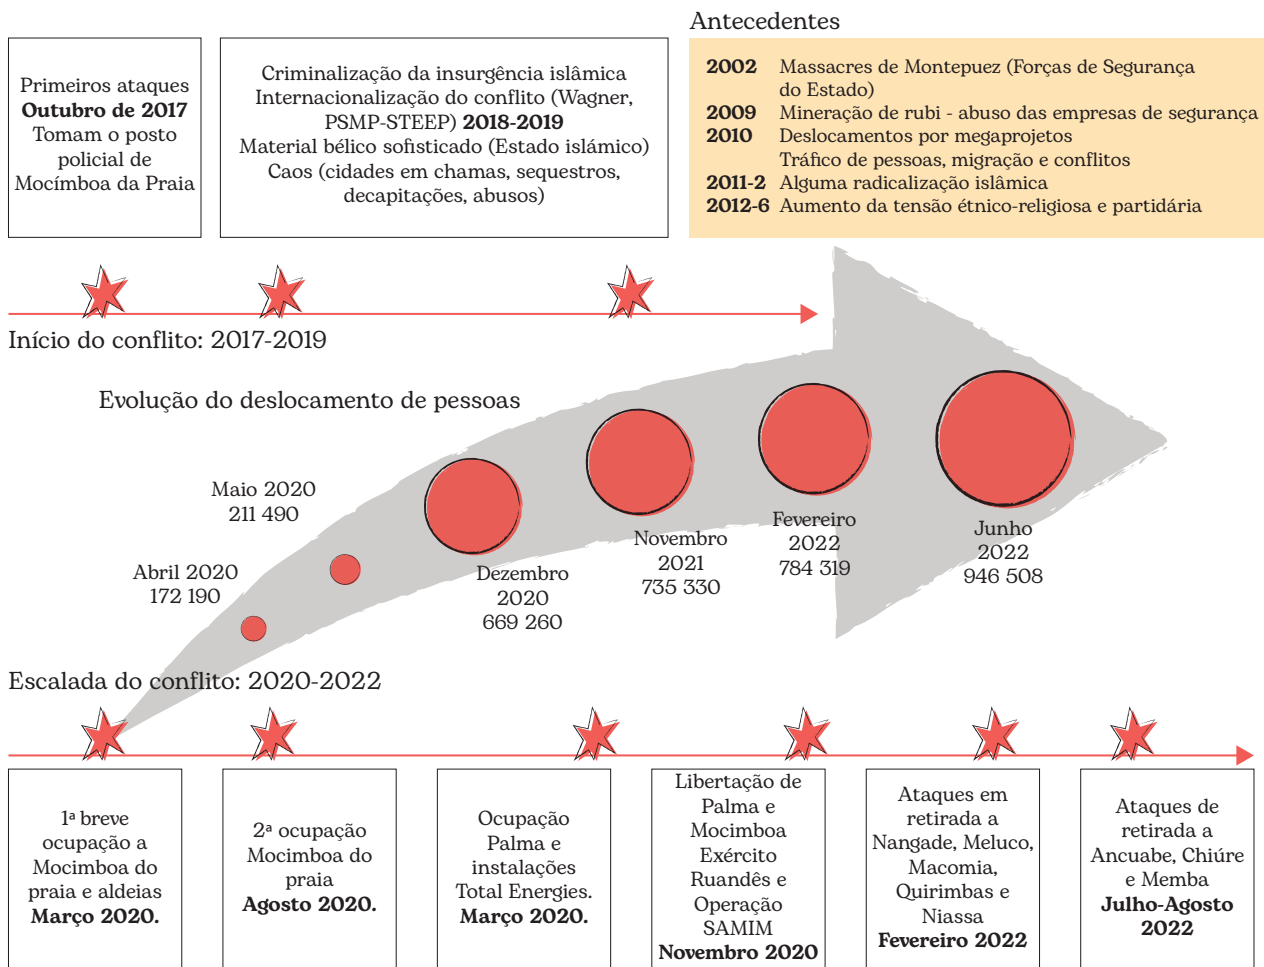 Primeiros ataques
Outubro de 2017
Tomam o posto
policial de
Mocímboa da Praia
Criminalização da insurgência islâmica
Internacionalização do conflito (Wagner,
PSMP-STEEP) 2018-2019
Material bélico sofisticado (Estado islámico)
Caos (cidades em chamas, sequestros,
decapitações, abusos)
Antecedentes
2002 Massacres de Montepuez (Forças de Segurança
do Estado)
2009 Mineração de rubi - abuso das empresas de segurança
2010 Deslocamentos por megaprojetos
Tráfico de pessoas, migração e conflitos
2011-2 Alguma radicalização islâmica
2012-6 Aumento da tensão étnico-religiosa e partidária
Início do conflito: 2017-2019
Evolução do deslocamento de pessoas
Abril 2020
172 190
Maio 2020
211 490
Dezembro
2020
669 260
Novembro
2021
735 330
Fevereiro
2022
784 319
Junho
2022
946 508
Escalada do conflito: 2020-2022
1ª breve
ocupação a
Mocimboa do
praia e aldeias
Março 2020.
2ª ocupação
Mocimboa do
praia
Agosto 2020.
Ocupação
Palma e
instalações
Total Energies.
Março 2020.
Libertação de
Palma e
Mocimboa
Exército
Ruandês e
Operação
SAMIM
Novembro 2020
Ataques em
retirada a
Nangade, Meluco,
Macomia,
Quirimbas e
Niassa
Fevereiro 2022
Ataques de
retirada a
Ancuabe, Chiúre
e Memba
Julho-Agosto
2022